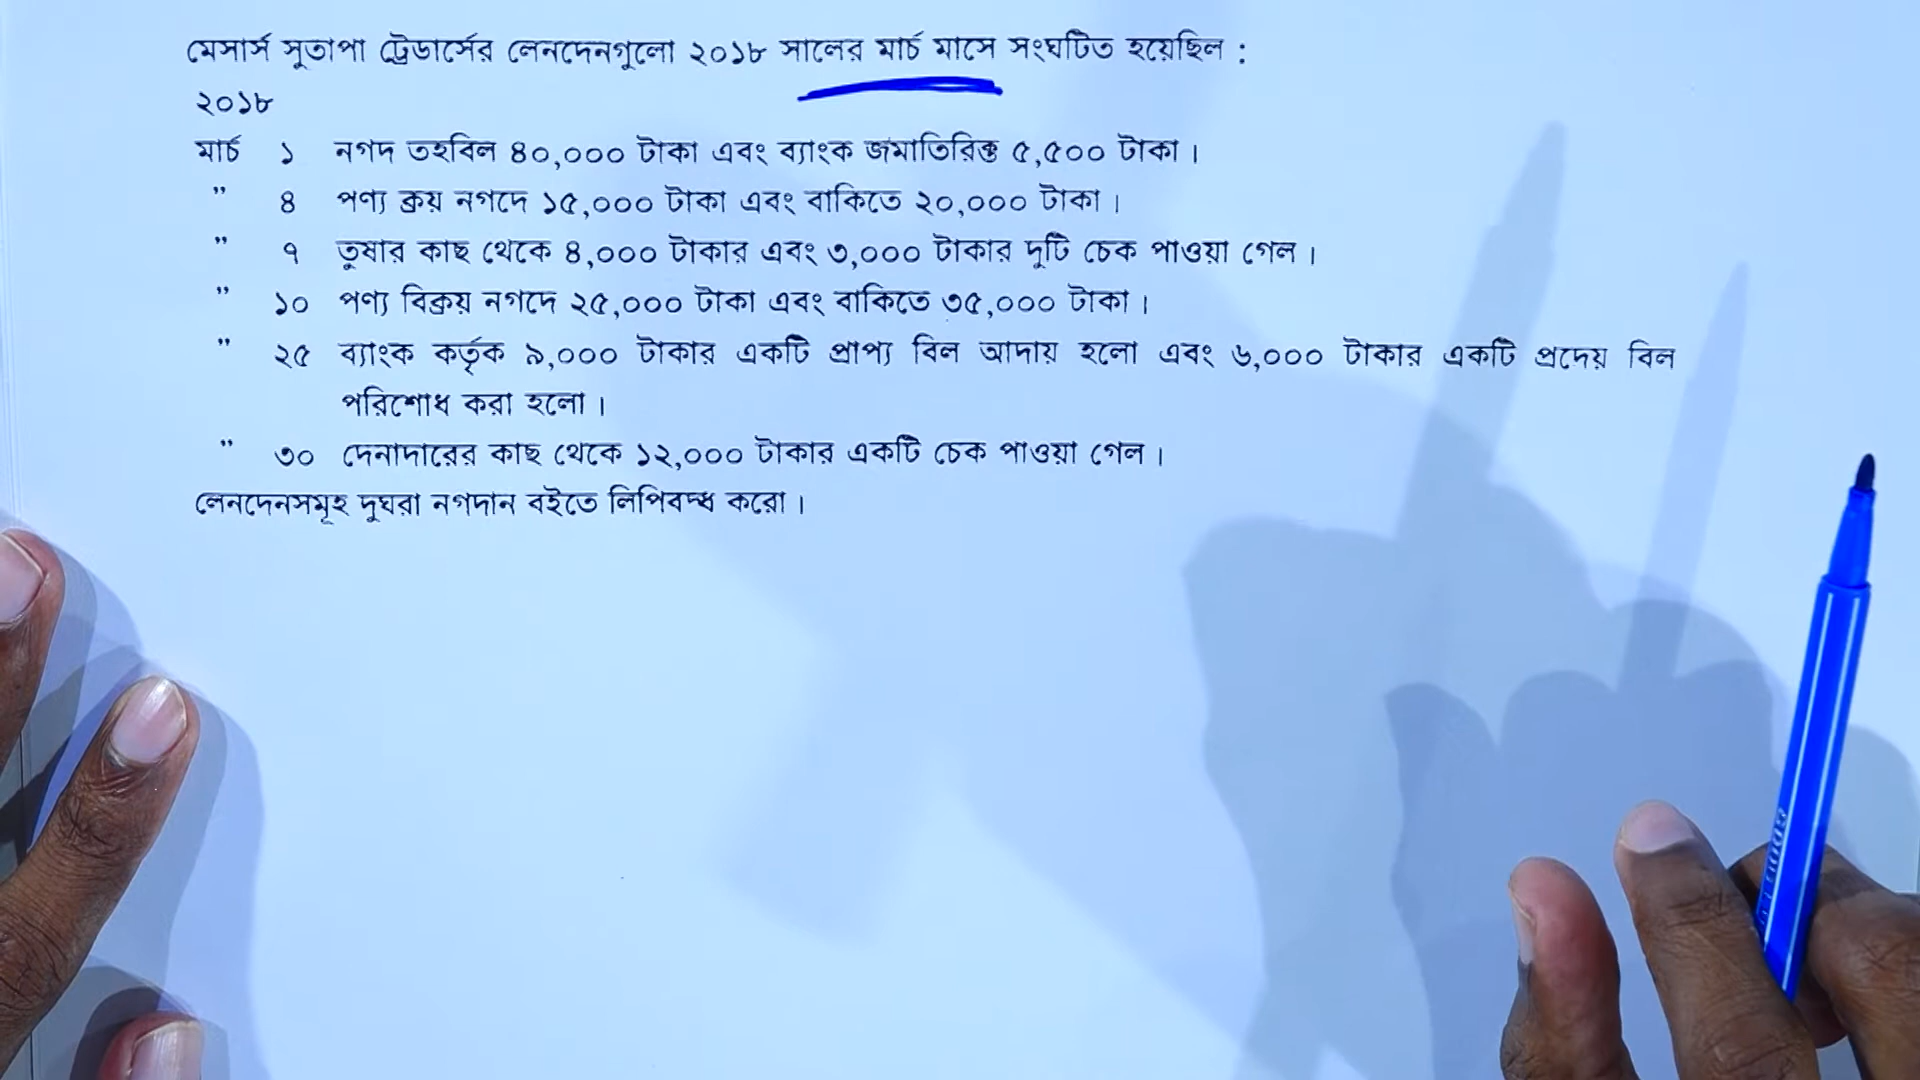 মেসার্স সুতাপা ট্রেডার্সের লেনদেনগুলো ২০১৮ সালের মার্চ মাসে সংঘটিত হয়েছিল :
২০১৮
মার্চ ১ নগদ তহবিল ৪০,০০০ টাকা এবং ব্যাংক জমাতিরিক্ত ৫,৫০০ টাকা।
” ৪ পণ্য ক্রয় নগদে ১৫,০০০ টাকা এবং বাকিতে ২০,০০০ টাকা।
” ৭ তুষার কাছ থেকে ৪,০০০ টাকার এবং ৩,০০০ টাকার দুটি চেক পাওয়া গেল।
” ১০ পণ্য বিক্রয় নগদে ২৫,০০০ টাকা এবং বাকিতে ৩৫,০০০ টাকা।
” ২৫ ব্যাংক কর্তৃক ৯,০০০ টাকার একটি প্রাপ্য বিল আদায় হলো এবং ৬,০০০ টাকার একটি প্রদেয় বিল
পরিশোধ করা হলো।
” ৩০ দেনাদারের কাছ থেকে ১২,০০০ টাকার একটি চেক পাওয়া গেল।
লেনদেনসমূহ দুঘরা নগদান বইতে লিপিবদ্ধ করো।